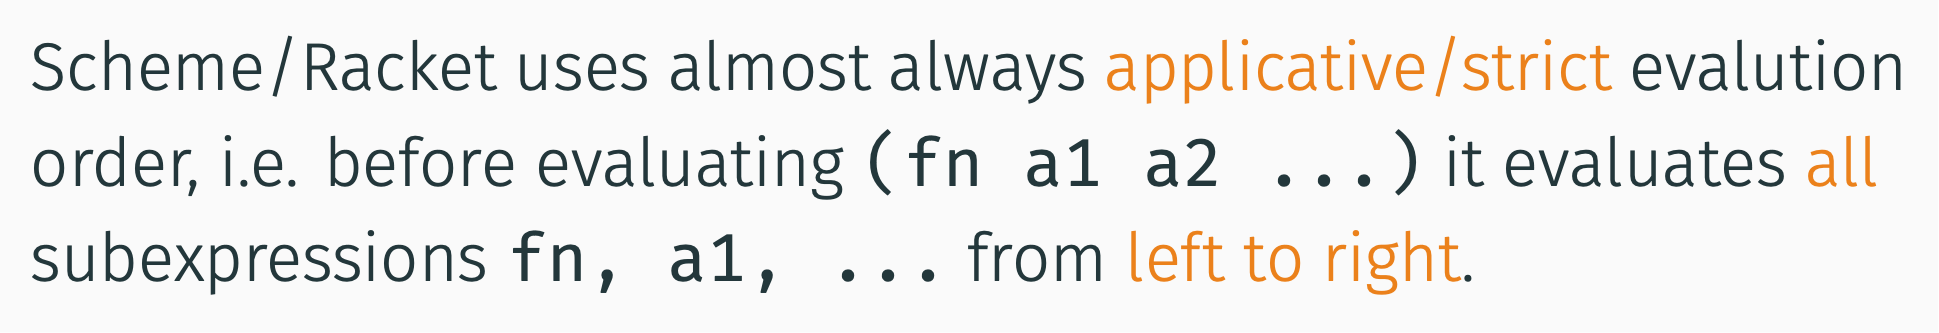 Scheme/Racket uses almost always applicative/strict evalution
order, i.e. before evaluating (fn a1 a2 ...) it evaluates all
subexpressions fn, a1, ... from left to right.